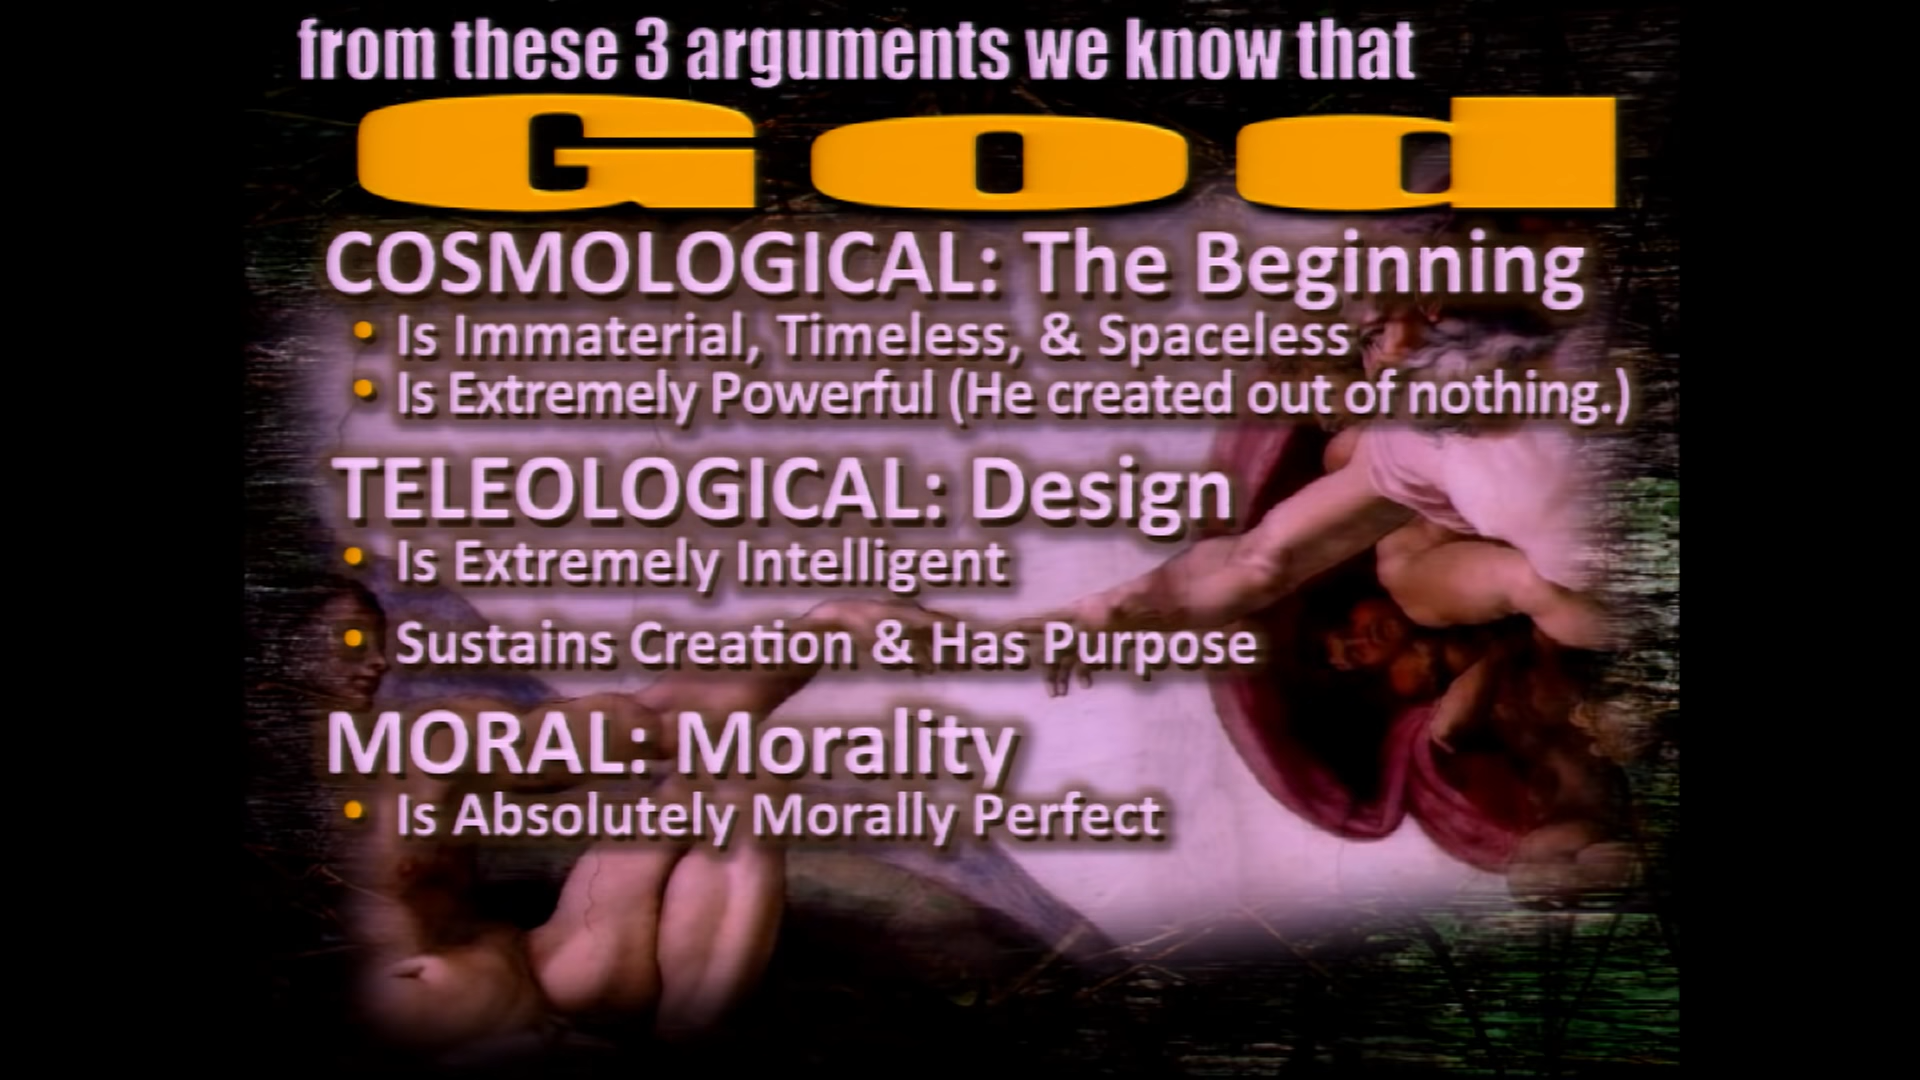 from these 3 arguments we know that
God
COSMOLOGICAL: The Beginning
• Is Immaterial, Timeless, & Spaceless
• Is Extremely Powerful (He created out of nothing.)
TELEOLOGICAL: Design
• Is Extremely Intelligent
• Sustains Creation & Has Purpose
MORAL: Morality
• Is Absolutely Morally Perfect